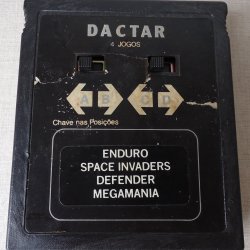 DACTAR
4 JOGOS
A B C D
Chave nas Posições
ENDURO
SPACE INVADERS
DEFENDER
MEGAMANIA